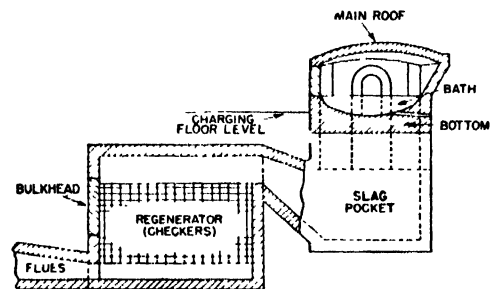 MAIN ROOF
BATH
CHARGING
FLOOR LEVEL
BOTTOM
BULKHEAD
REGENERATOR
(CHECKERS)
SLAG
POCKET
FLUES